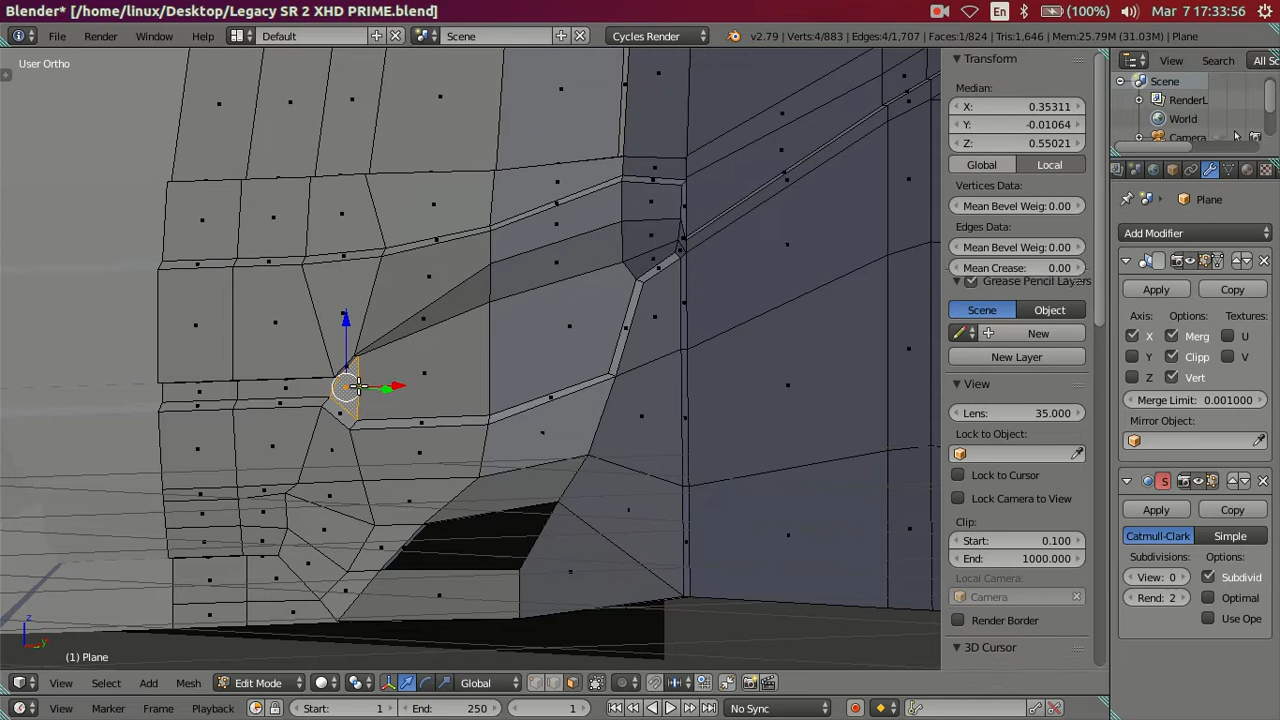 Blender* [/home/linux/Desktop/Legacy SR 2 XHD PRIME.blend]
En (100%) Mar 7 17:33:56
File Render Window Help Default Scene Cycles Render v2.79 | Verts:4/883 | Edges:4/1,707 | Faces:1/824 | Tris:1,646 | Mem:25.79M (31.03M) | Plane
User Ortho
Transform
View Search All Sc
Scene
Median:
RenderL
X: 0.35311
World
Y: -0.01064
Camera
Z: 0.55021
Global Local
Vertices Data:
Plane
Mean Bevel Weig: 0.00
Add Modifier
Edges Data:
Mean Bevel Weig: 0.00
Mean Crease: 0.00
Grease Pencil Layers
Apply Copy
Scene Object
Axis: Options: Textures:
New
X Merg U
New Layer
Y Clipp V
Z Vert
View
Merge Limit: 0.001000
Lens: 35.000
Mirror Object:
Lock to Object:
Lock to Cursor
S
Lock Camera to View
Apply Copy
Clip:
Start: 0.100
Catmull-Clark Simple
End: 1000.000
Subdivisions: Options:
Local Camera:
View: 0 Subdivid
Camera
Rend: 2 Optimal
Render Border
Use Ope
3D Cursor
z
y
(1) Plane
View Select Add Mesh Edit Mode Global
View Marker Frame Playback Start: 1 End: 250 1 No Sync